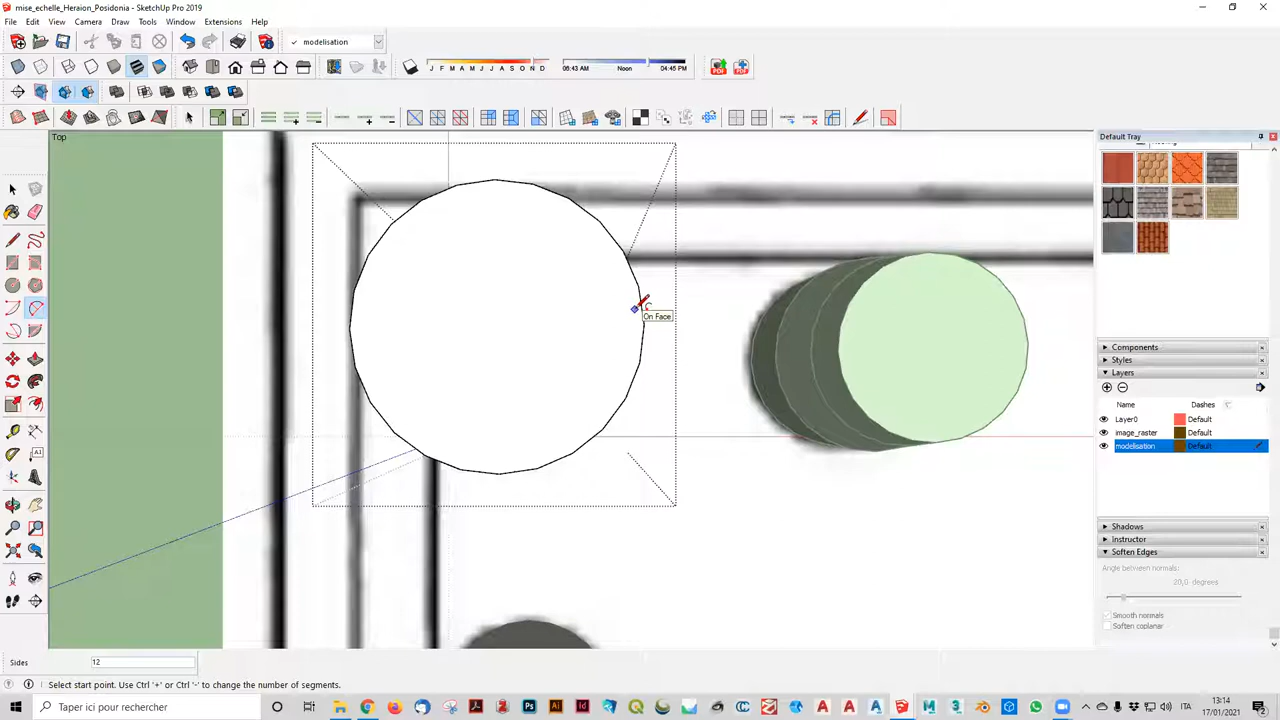 mise_echelle_Heraion_Posidonia - SketchUp Pro 2019
File Edit View Camera Draw Tools Window Extensions Help
modelisation
J F M A M J J A S O N D
06:43 AM Noon 04:45 PM
PDF PDF
Top
On Face
Default Tray
Components
Styles
Layers
Name Dashes
Layer0 Default
image_raster Default
modelisation Default
Shadows
Instructor
Soften Edges
Angle between normals:
20,0 degrees
Smooth normals
Soften coplanar
Sides 12
Select start point. Use Ctrl '+' or Ctrl '-' to change the number of segments.
Taper ici pour rechercher
ITA
13:14
17/01/2021